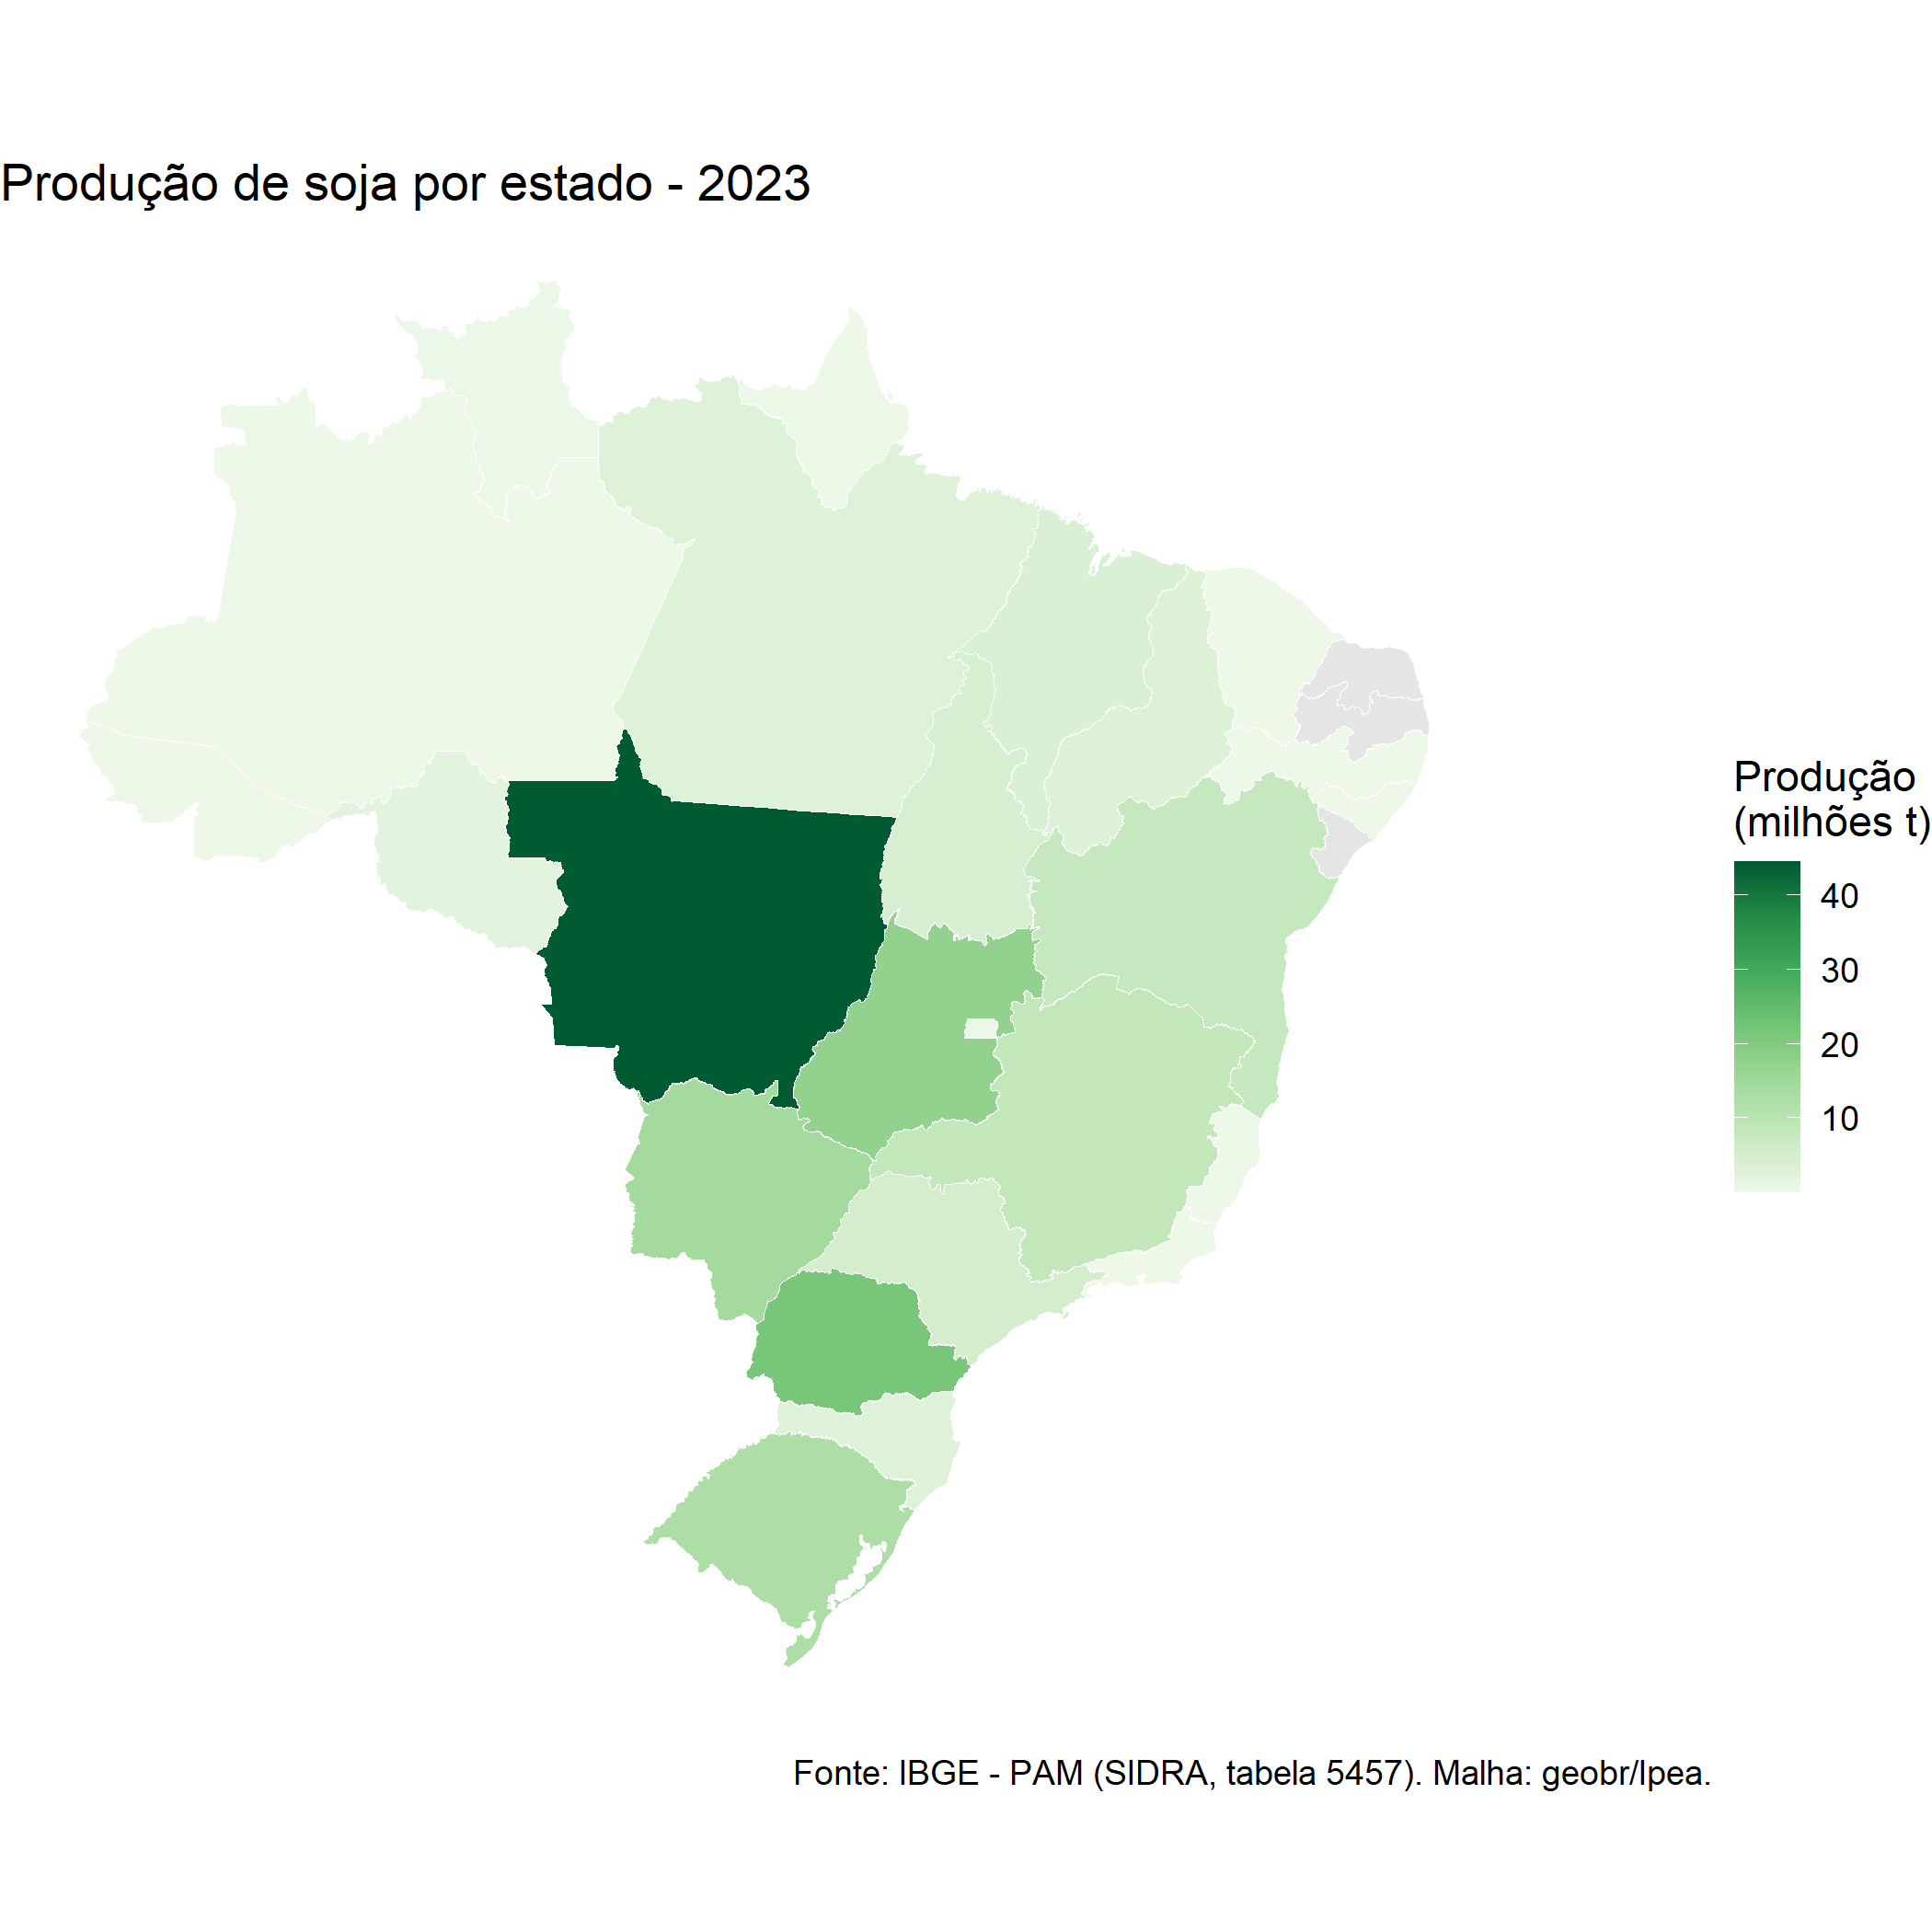 Produção de soja por estado - 2023
Produção
(milhões t)
40
30
20
10
Fonte: IBGE - PAM (SIDRA, tabela 5457). Malha: geobr/Ipea.